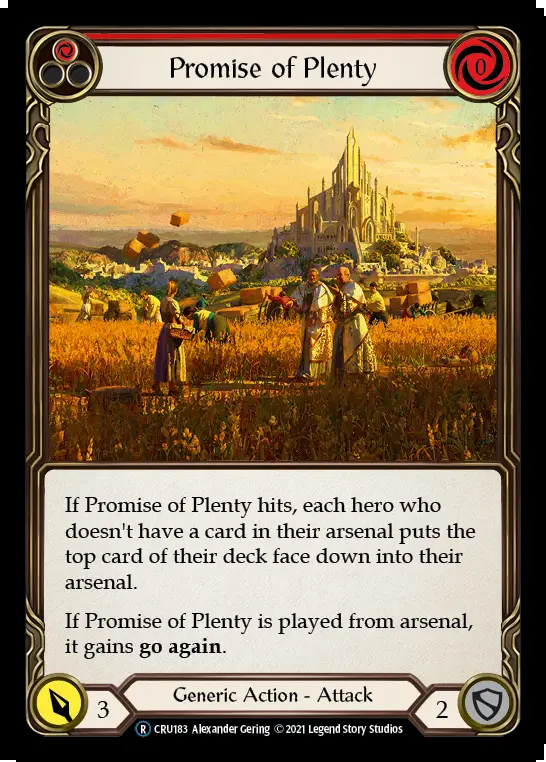 Promise of Plenty
0
If Promise of Plenty hits, each hero who
doesn't have a card in their arsenal puts the
top card of their deck face down into their
arsenal.
If Promise of Plenty is played from arsenal,
it gains go again.
3
Generic Action - Attack
2
R CRU183 Alexander Gering © 2021 Legend Story Studios